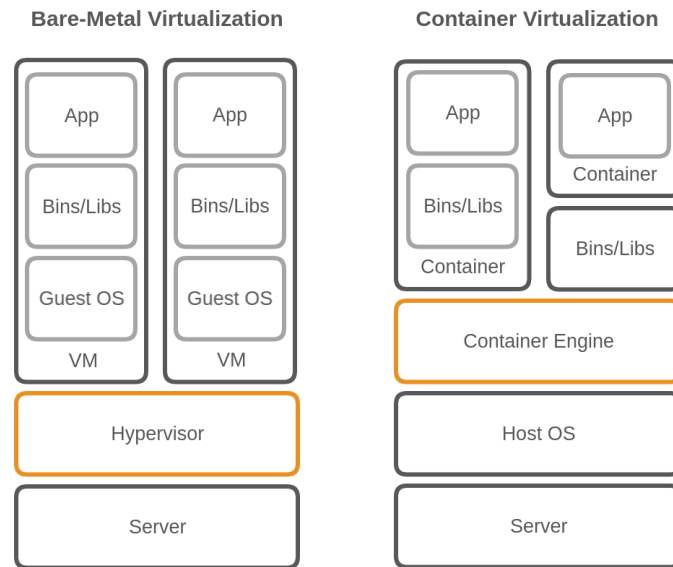 Bare-Metal Virtualization
App
App
Bins/Libs
Bins/Libs
Guest OS
Guest OS
VM
VM
Hypervisor
Server
Container Virtualization
App
App
Container
Bins/Libs
Bins/Libs
Container
Container Engine
Host OS
Server